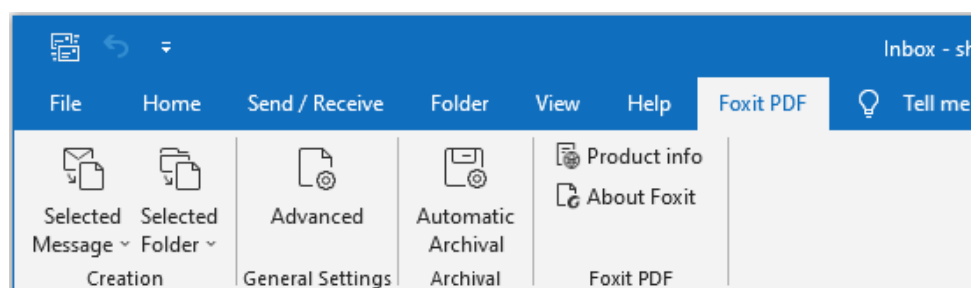 Inbox - sh
File Home Send / Receive Folder View Help Foxit PDF Tell me
Selected Message
Selected Folder
Creation
Advanced
General Settings
Automatic Archival
Archival
Product info
About Foxit
Foxit PDF